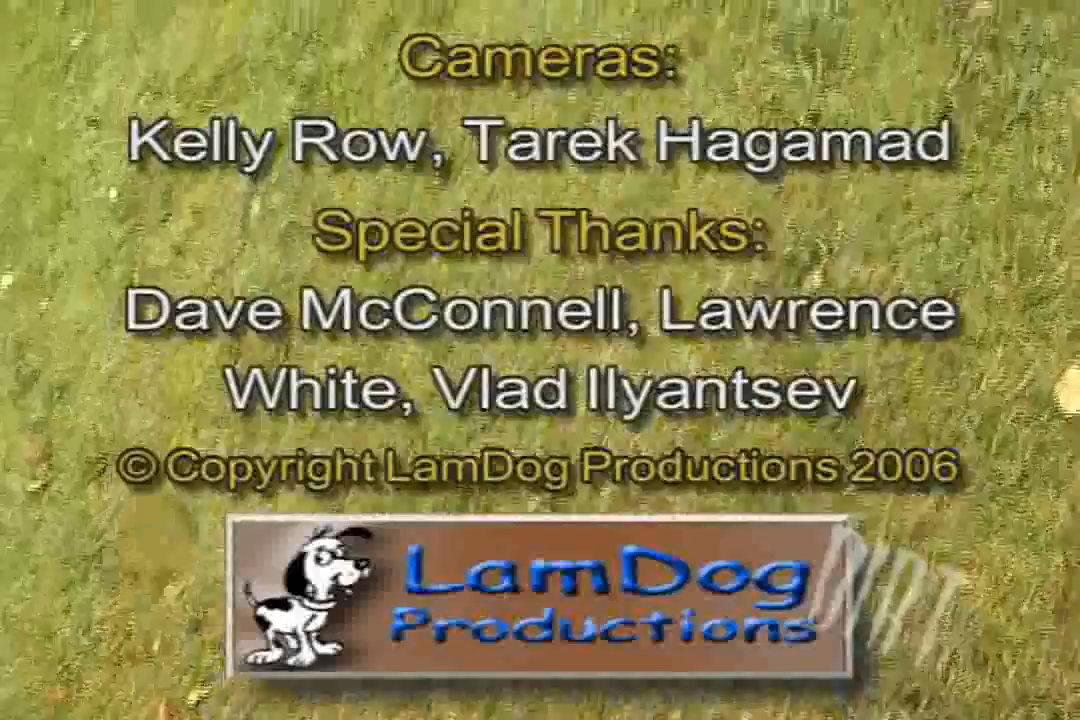 Cameras:
Kelly Row, Tarek Hagamad
Special Thanks:
Dave McConnell, Lawrence
White, Vlad Ilyantsev
© Copyright LamDog Productions 2006
LamDog
Productions